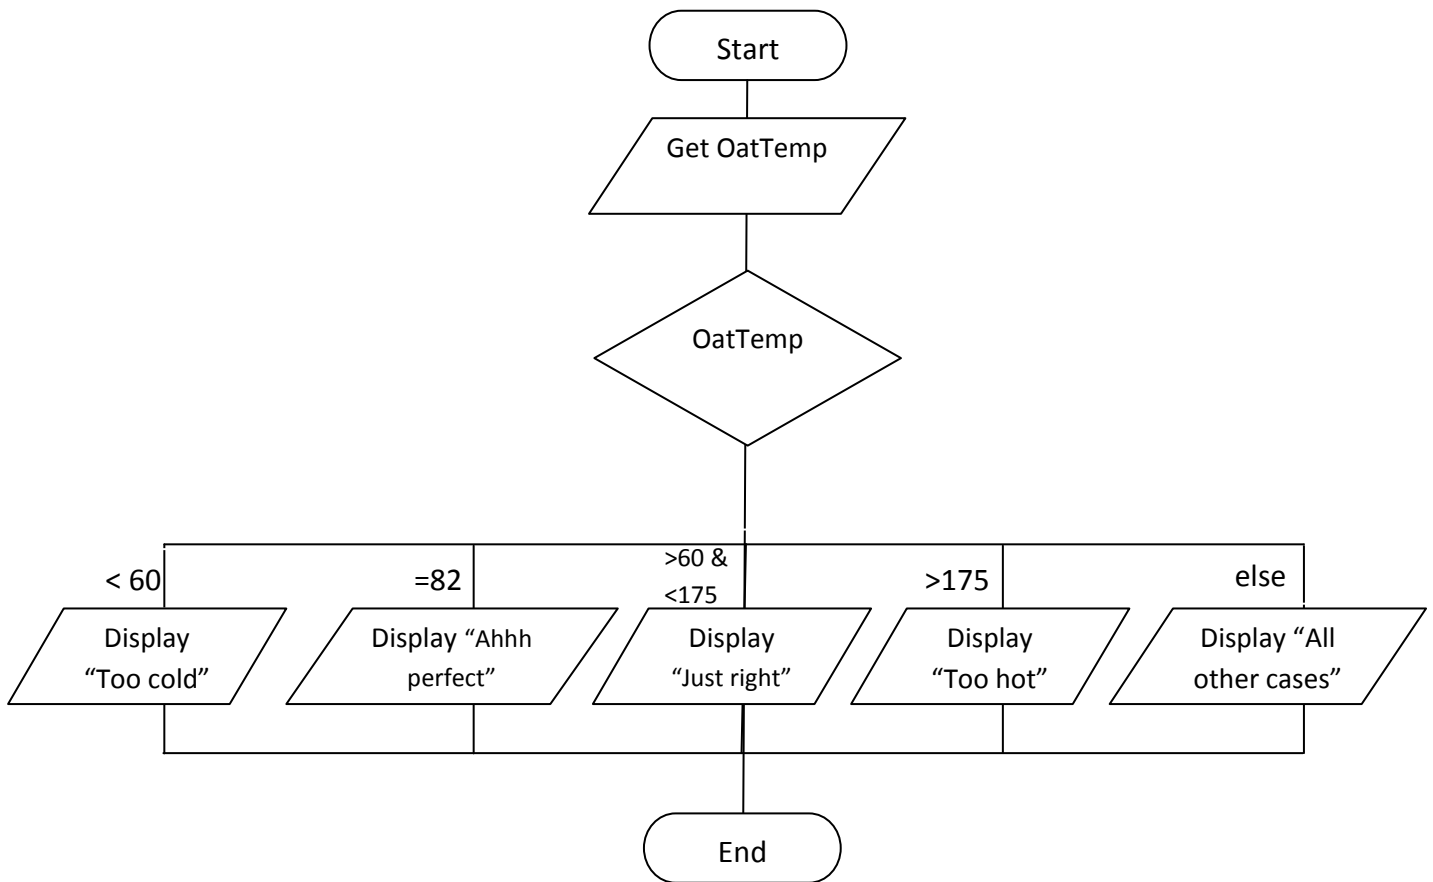 Start
Get OatTemp
OatTemp
< 60
=82
>60 &
<175
>175
else
Display
“Too cold”
Display “Ahhh
perfect”
Display
“Just right”
Display
“Too hot”
Display “All
other cases”
End